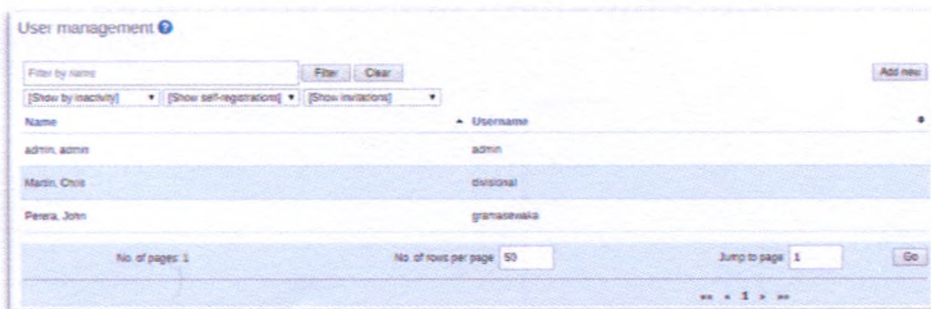 User management ?
Filter by name Filter Clear Add new
[Show by inactivity] [Show self-registrations] [Show invitations]
Name Username
admin, admin admin
Martin, Chris divisional
Perera, John gramasewaka
No. of pages: 1 No. of rows per page 50 Jump to page 1 Go
«« « 1 » »»